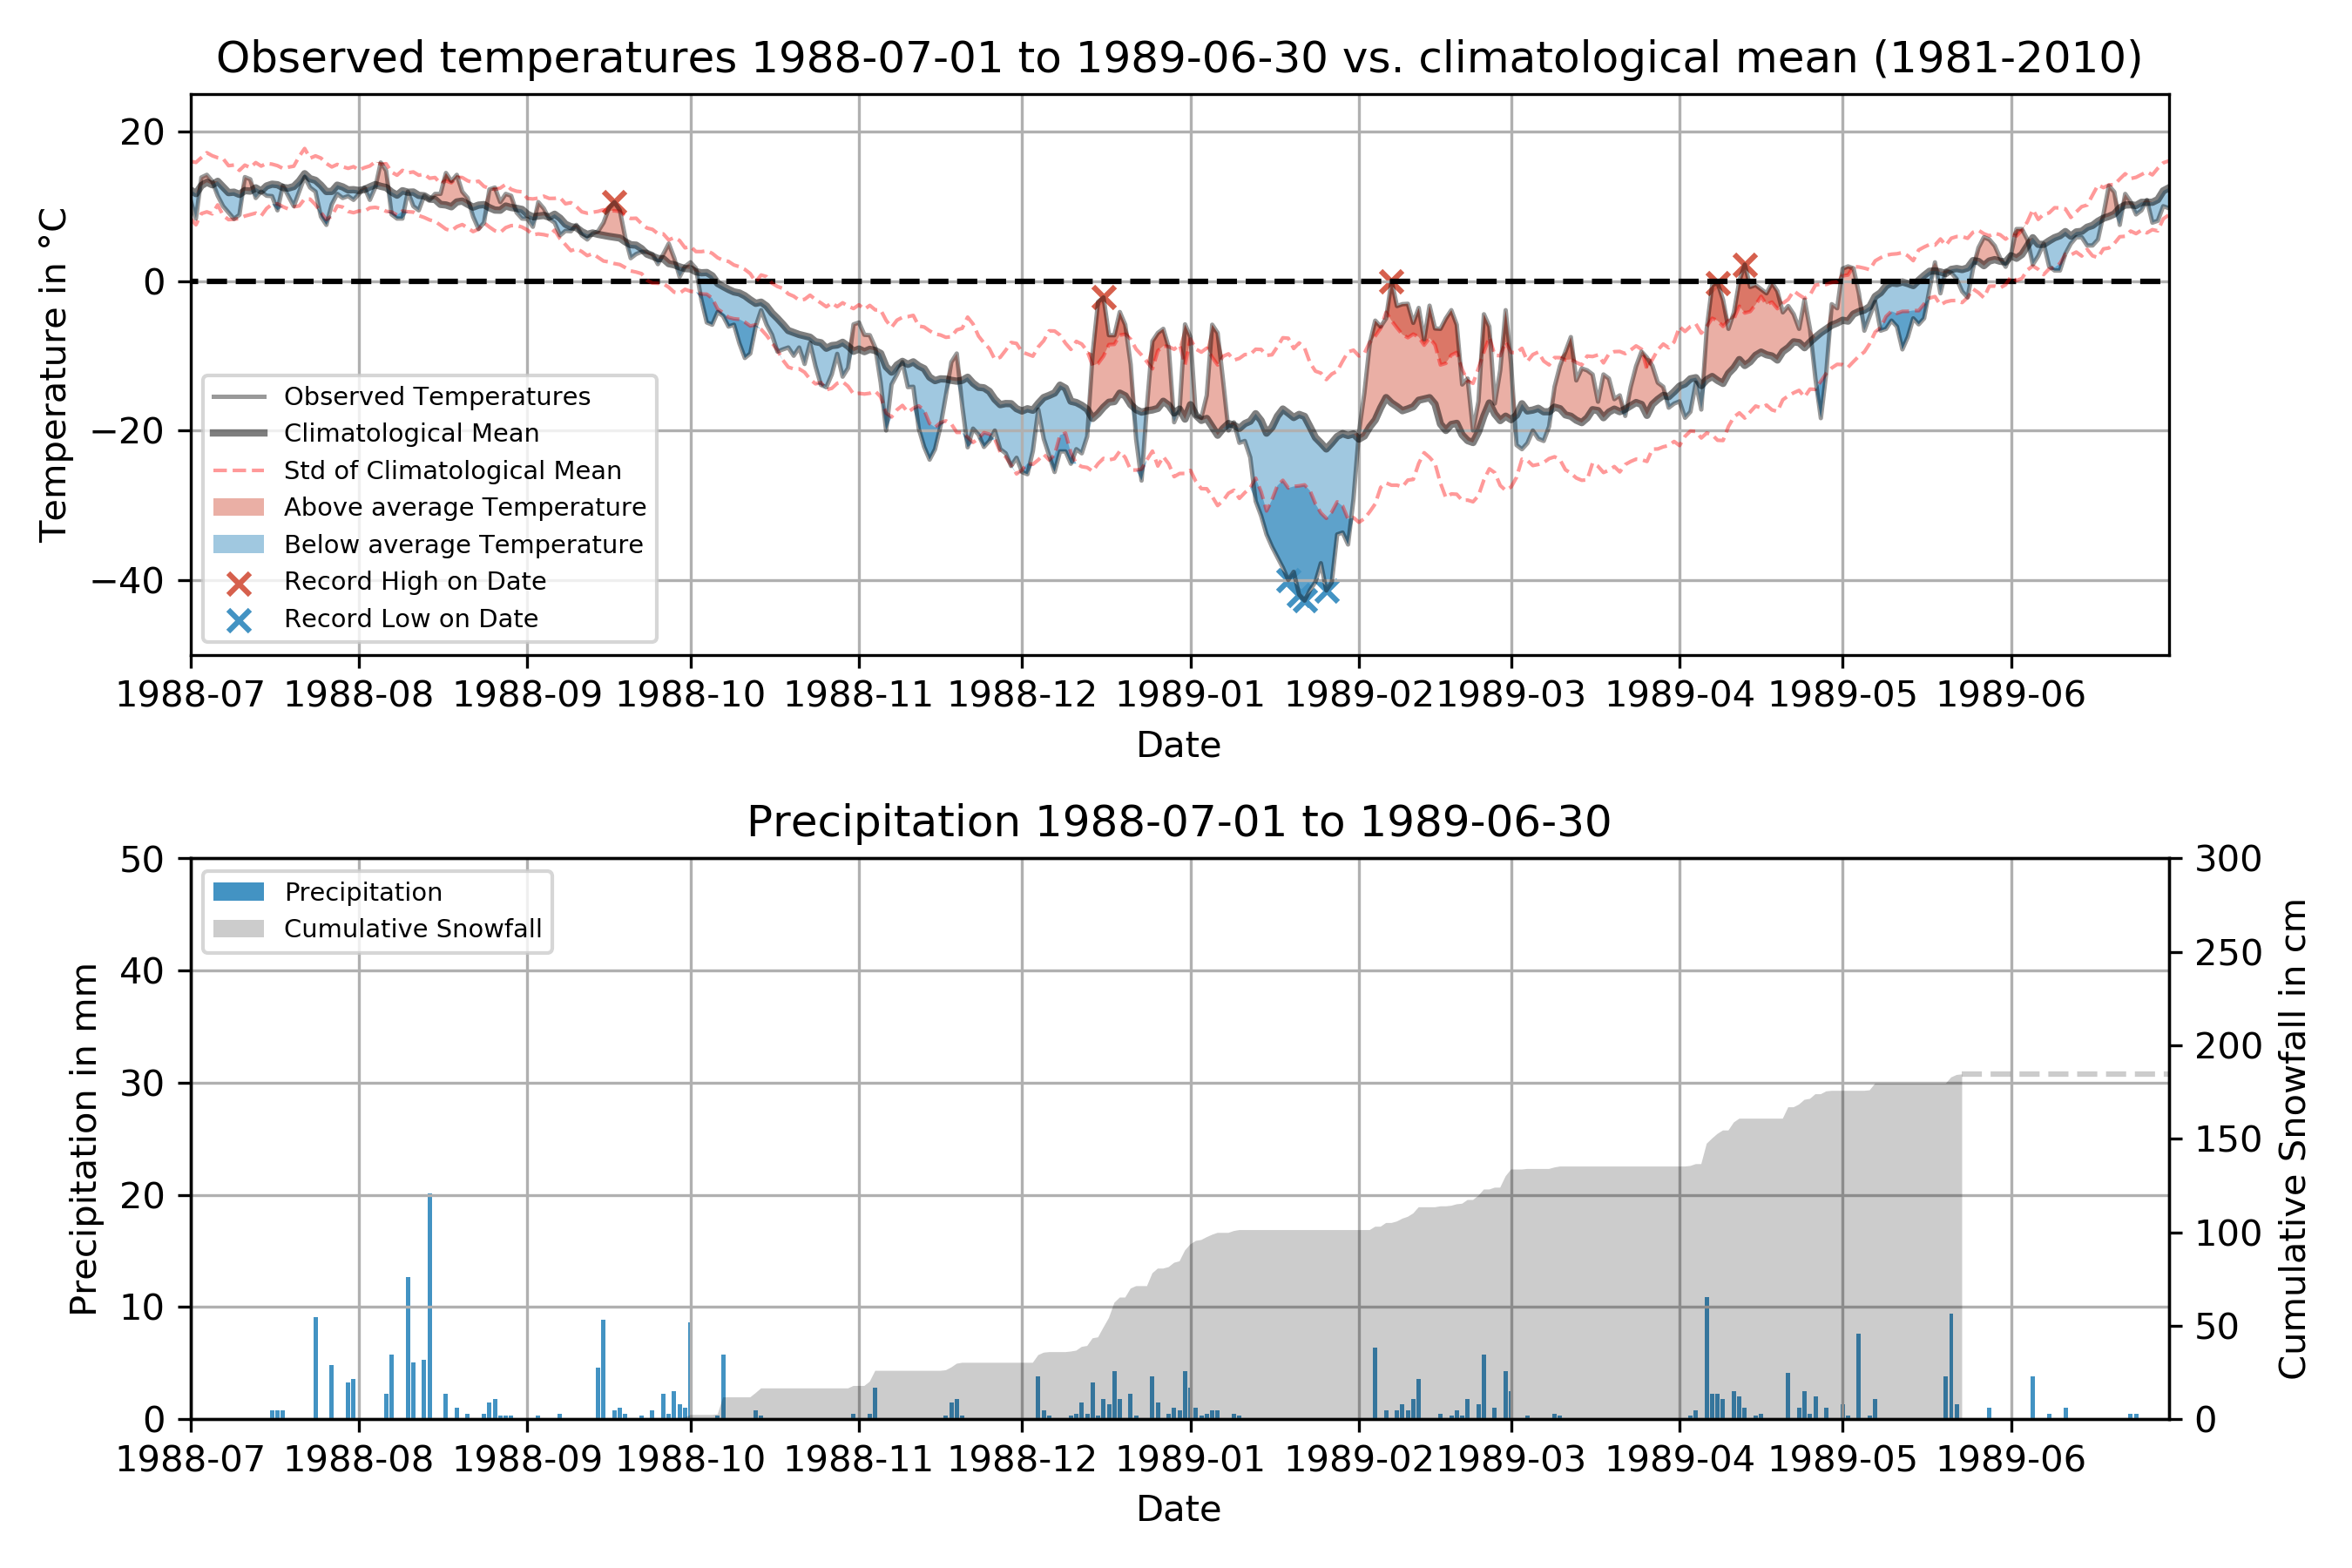 Observed temperatures 1988-07-01 to 1989-06-30 vs. climatological mean (1981-2010)
Temperature in °C
20
0
−20
−40
Observed Temperatures
Climatological Mean
Std of Climatological Mean
Above average Temperature
Below average Temperature
Record High on Date
Record Low on Date
1988-07 1988-08 1988-09 1988-10 1988-11 1988-12 1989-01 1989-02 1989-03 1989-04 1989-05 1989-06
Date
Precipitation 1988-07-01 to 1989-06-30
Precipitation in mm
50
40
30
20
10
0
Precipitation
Cumulative Snowfall
300
250
200
150
100
50
0
Cumulative Snowfall in cm
1988-07 1988-08 1988-09 1988-10 1988-11 1988-12 1989-01 1989-02 1989-03 1989-04 1989-05 1989-06
Date